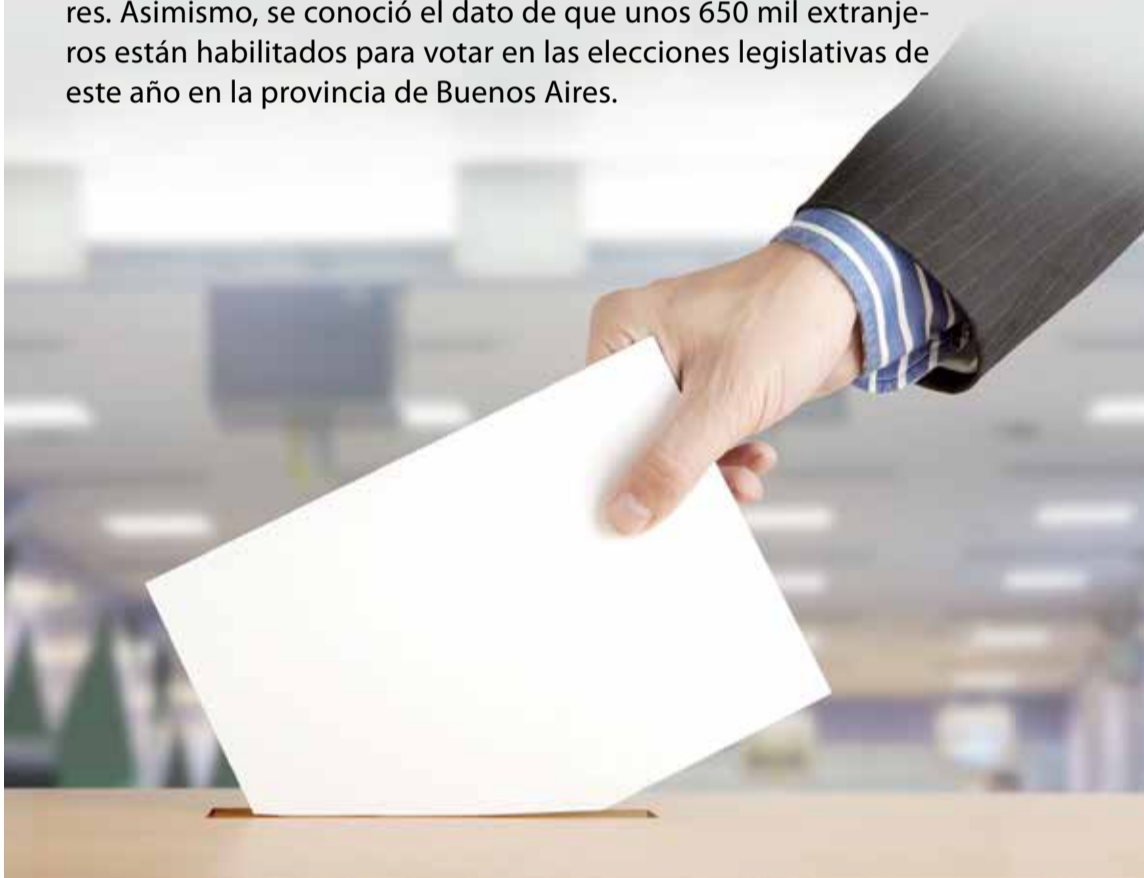 res. Asimismo, se conoció el dato de que unos 650 mil extranje-
ros están habilitados para votar en las elecciones legislativas de
este año en la provincia de Buenos Aires.